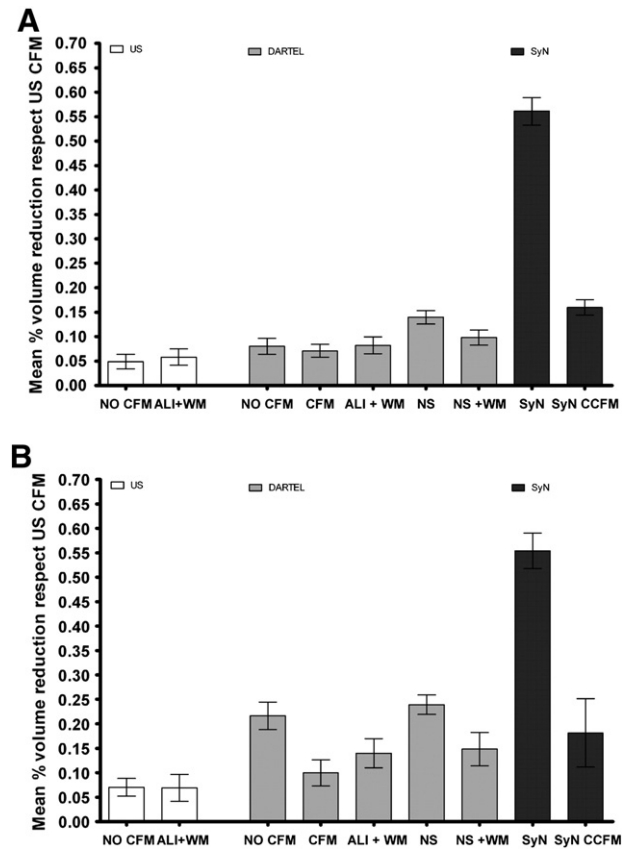 A
Mean % volume reduction respect US CFM
0.70
0.65
0.60
0.55
0.50
0.45
0.40
0.35
0.30
0.25
0.20
0.15
0.10
0.05
0.00
US
DARTEL
SyN
NO CFM ALI+WM NO CFM CFM ALI + WM NS NS +WM SyN SyN CCFM
B
Mean % volume reduction respect US CFM
0.70
0.65
0.60
0.55
0.50
0.45
0.40
0.35
0.30
0.25
0.20
0.15
0.10
0.05
0.00
US
DARTEL
SyN
NO CFM ALI+WM NO CFM CFM ALI + WM NS NS +WM SyN SyN CCFM